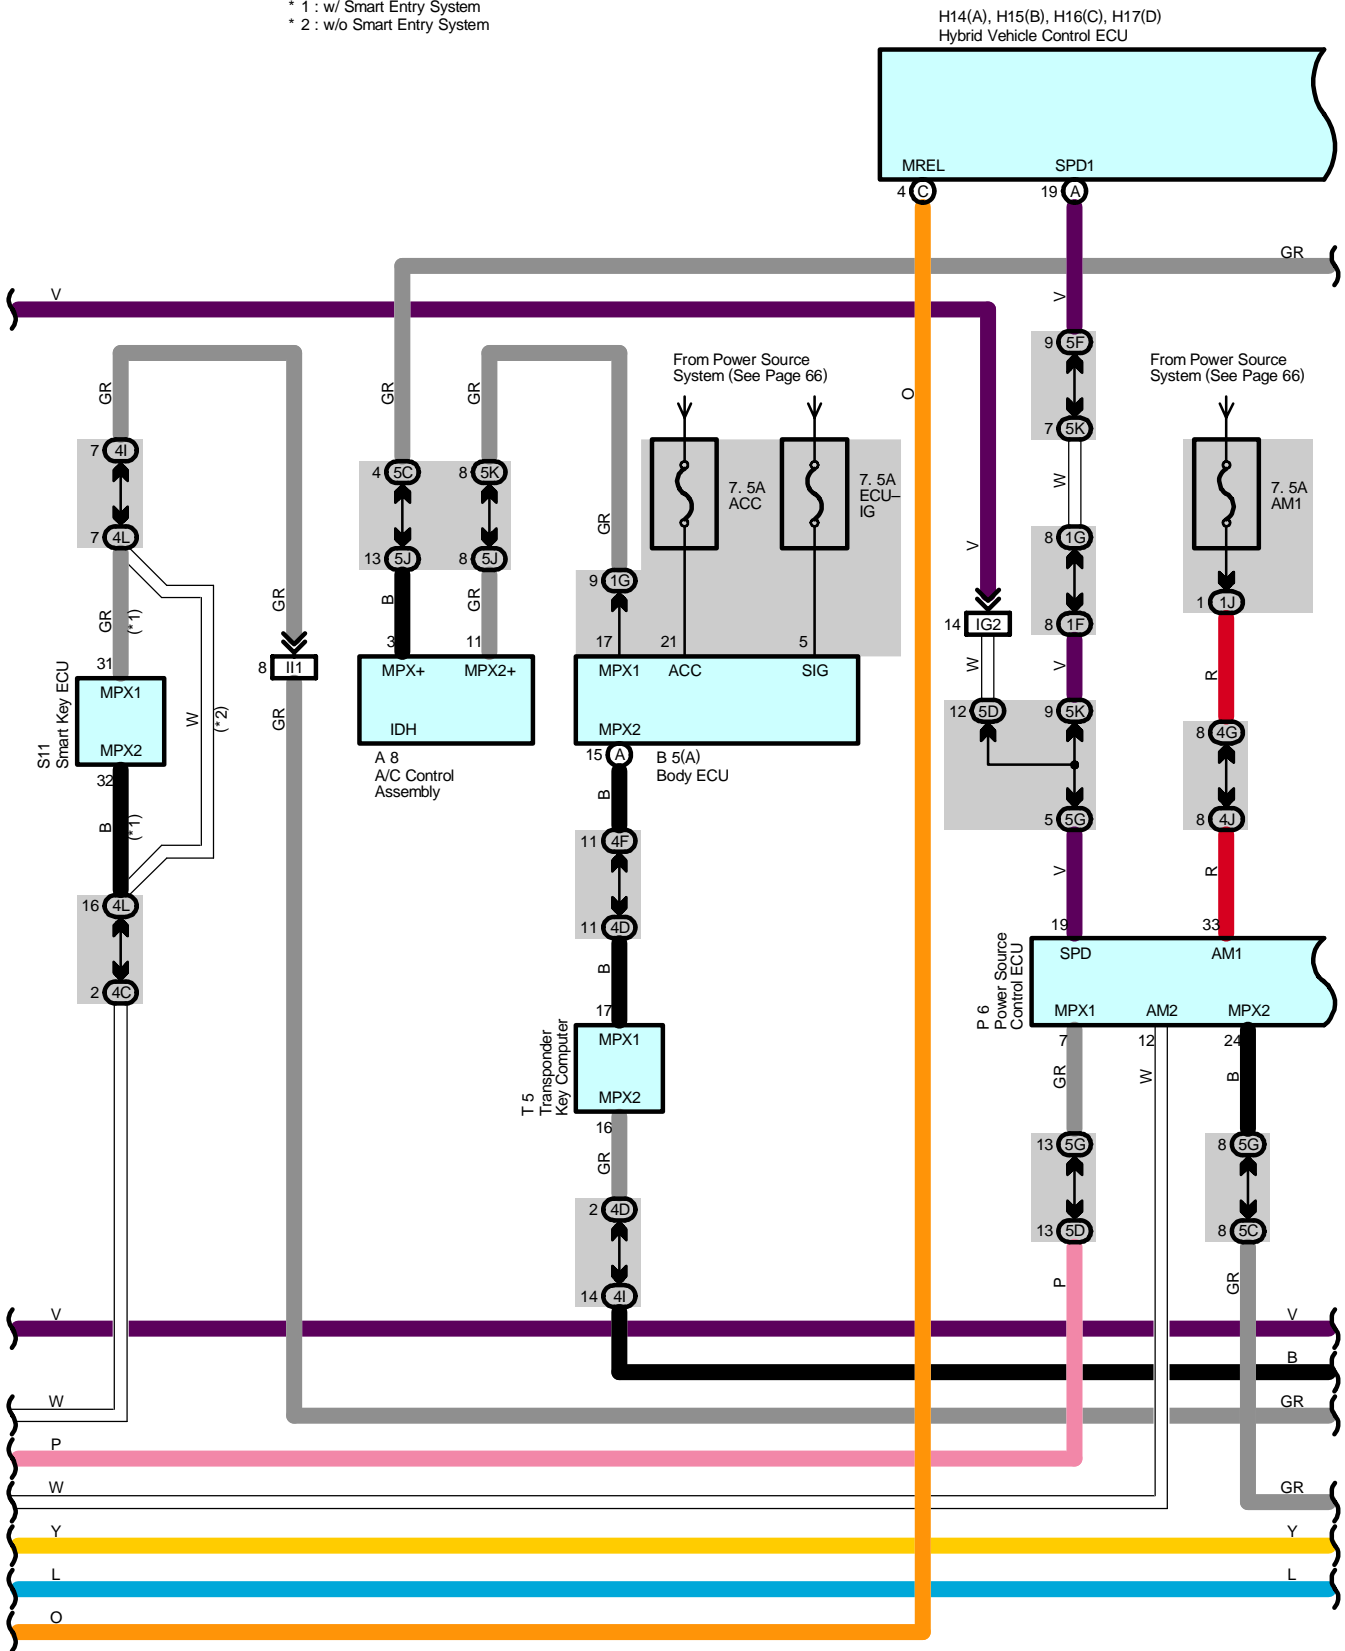 * 1 : w/ Smart Entry System
* 2 : w/o Smart Entry System
H14(A), H15(B), H16(C), H17(D)
Hybrid Vehicle Control ECU
MREL
SPD1
4 C
19 A
GR
V
V
9 5F
From Power Source
System (See Page 66)
From Power Source
System (See Page 66)
GR
GR
GR
O
7 5K
7 4I
4 5C
8 5K
7. 5A
ACC
7. 5A
ECU–
IG
W
7. 5A
AM1
GR
7 4L
13 5J
8 5J
8 1G
V
9 1G
1 1J
GR
(*1)
GR
B
GR
14 IG2
8 1F
31
8 II1
3
11
17
21
5
W
V
R
MPX1
MPX2
S11
Smart Key ECU
MPX+
MPX2+
IDH
MPX1
ACC
SIG
MPX2
W
(*2)
GR
12 5D
9 5K
8 4G
A 8
A/C Control
Assembly
15 A
B 5(A)
Body ECU
32
B
(*1)
B
5 5G
8 4J
11 4F
V
R
16 4L
11 4D
19
33
2 4C
B
P 6
Power Source
Control ECU
SPD
AM1
MPX1
AM2
MPX2
17
MPX1
MPX2
T 5
Transponder
Key Computer
7
12
24
GR
W
B
16
GR
13 5G
8 5G
2 4D
13 5D
8 5C
14 4I
P
GR
V
V
B
W
GR
P
W
GR
Y
Y
L
L
O